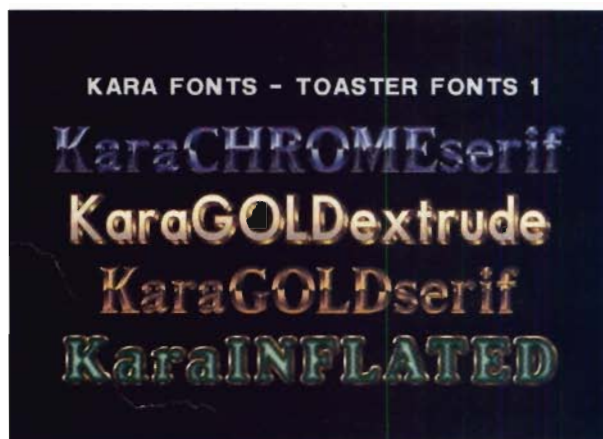 KARA FONTS - TOASTER FONTS 1
KaraCHROMEserif
KaraGOLDextrude
KaraGOLDserif
KaraINFLATED